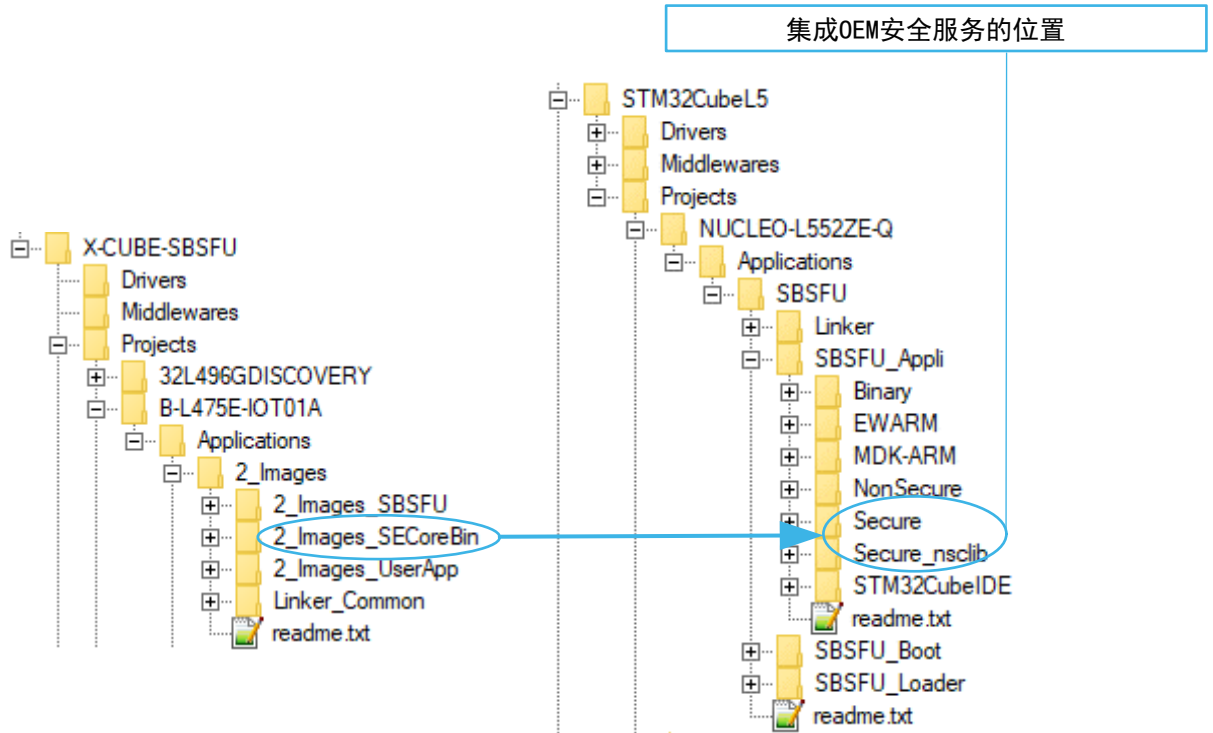 集成OEM安全服务的位置
X-CUBE-SBSFU
Drivers
Middlewares
Projects
32L496GDISCOVERY
B-L475E-IOT01A
Applications
2_Images
2_Images_SBSFU
2_Images_SECoreBin
2_Images_UserApp
Linker_Common
readme.txt
STM32CubeL5
Drivers
Middlewares
Projects
NUCLEO-L552ZE-Q
Applications
SBSFU
Linker
SBSFU_Appli
Binary
EWARM
MDK-ARM
NonSecure
Secure
Secure_nsclib
STM32CubeIDE
readme.txt
SBSFU_Boot
SBSFU_Loader
readme.txt